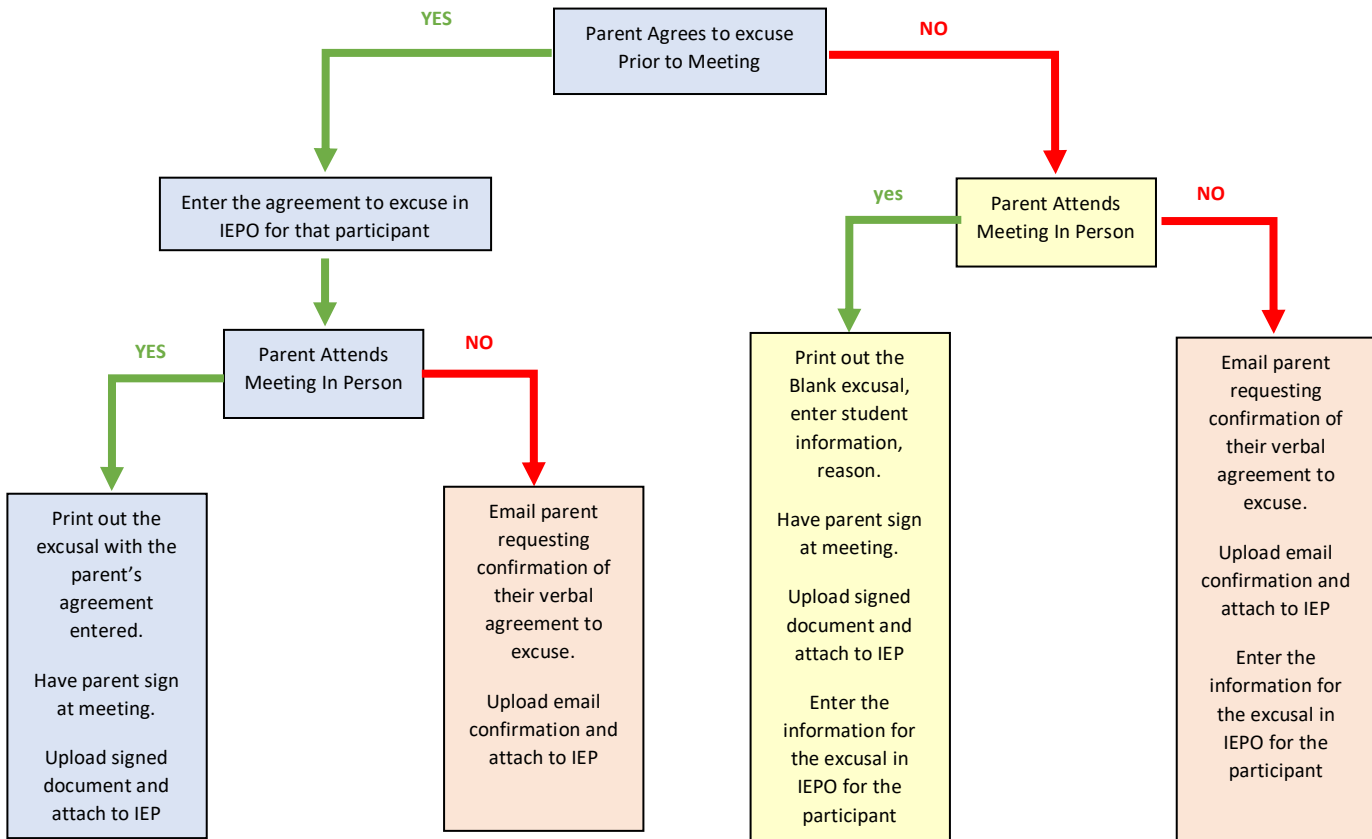 YES
Parent Agrees to excuse
Prior to Meeting
NO
Enter the agreement to excuse in
IEPO for that participant
yes
Parent Attends
Meeting In Person
NO
YES
Parent Attends
Meeting In Person
NO
Print out the
excusal with the
parent’s
agreement
entered.
Have parent sign
at meeting.
Upload signed
document and
attach to IEP
Email parent
requesting
confirmation of
their verbal
agreement to
excuse.
Upload email
confirmation and
attach to IEP
Print out the
Blank excusal,
enter student
information,
reason.
Have parent sign
at meeting.
Upload signed
document and
attach to IEP
Enter the
information for
the excusal in
IEPO for the
participant
Email parent
requesting
confirmation of
their verbal
agreement to
excuse.
Upload email
confirmation and
attach to IEP
Enter the
information for
the excusal in
IEPO for the
participant